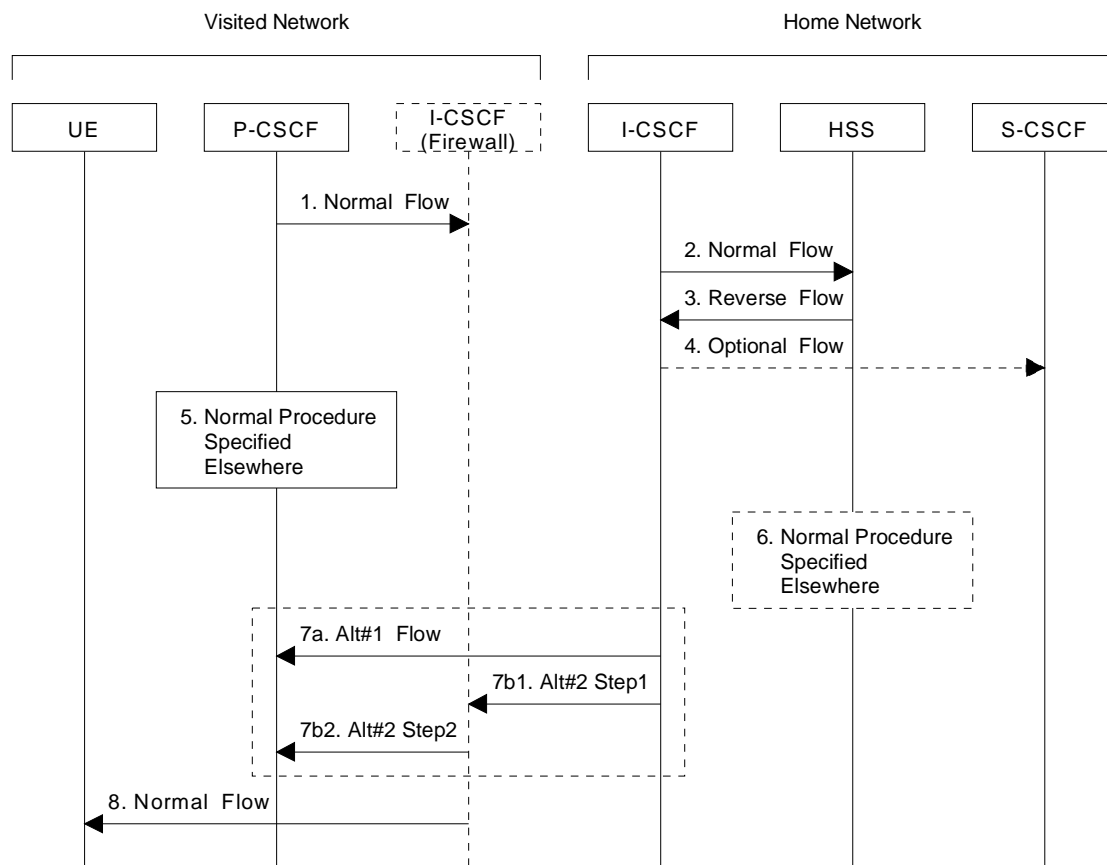 Visited Network
Home Network
UE
P-CSCF
I-CSCF
(Firewall)
I-CSCF
HSS
S-CSCF
1. Normal Flow
2. Normal Flow
3. Reverse Flow
4. Optional Flow
5. Normal Procedure
Specified
Elsewhere
6. Normal Procedure
Specified
Elsewhere
7a. Alt#1 Flow
7b1. Alt#2 Step1
7b2. Alt#2 Step2
8. Normal Flow